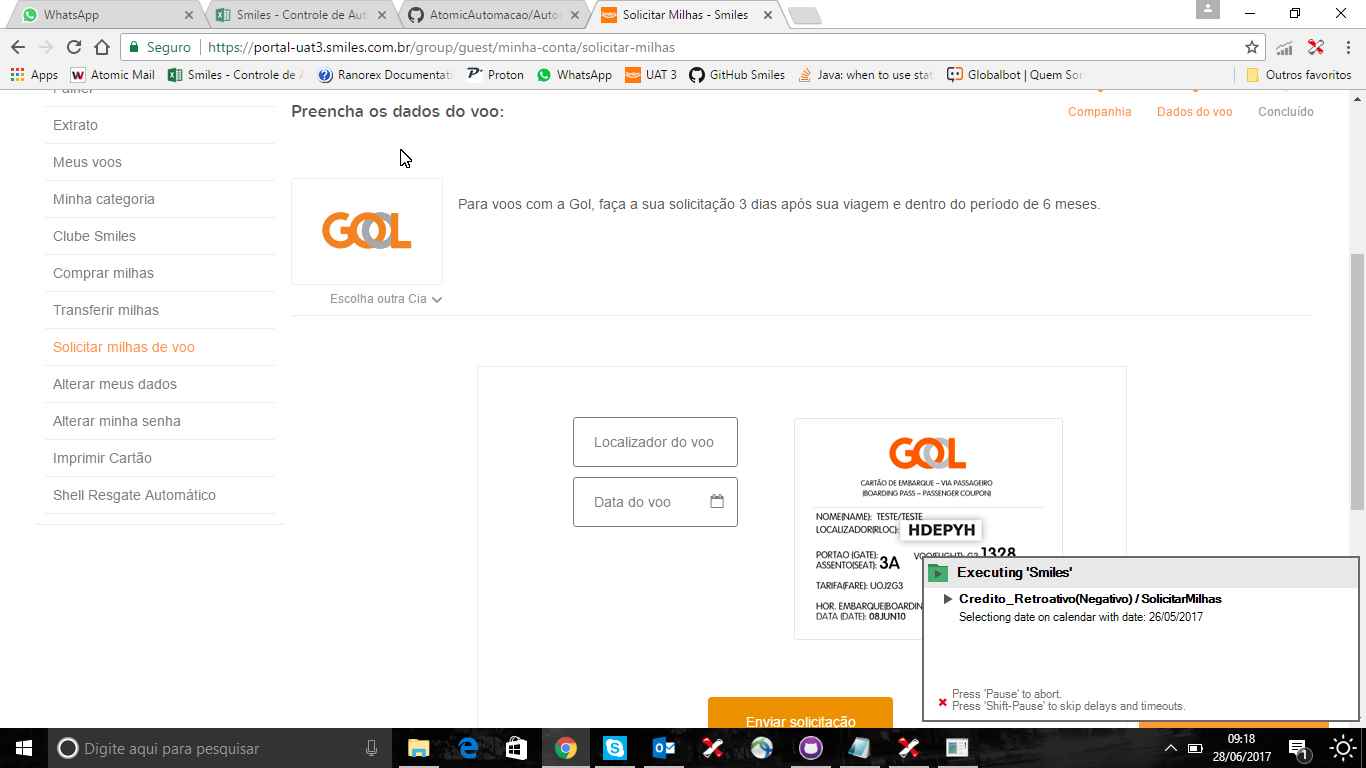 WhatsApp
Smiles - Controle de Aut
AtomicAutomacao/Auto
Solicitar Milhas - Smiles
Seguro
https://portal-uat3.smiles.com.br/group/guest/minha-conta/solicitar-milhas
Apps
Atomic Mail
Smiles - Controle de A
Ranorex Documentati
Proton
WhatsApp
UAT 3
GitHub Smiles
Java: when to use stat
Globalbot | Quem So
Outros favoritos
Painel
Extrato
Meus voos
Minha categoria
Clube Smiles
Comprar milhas
Transferir milhas
Solicitar milhas de voo
Alterar meus dados
Alterar minha senha
Imprimir Cartão
Shell Resgate Automático
Preencha os dados do voo:
Companhia
Dados do voo
Concluído
GOL
Para voos com a Gol, faça a sua solicitação 3 dias após sua viagem e dentro do período de 6 meses.
Escolha outra Cia
Localizador do voo
Data do voo
GOL
CARTÃO DE EMBARQUE – VIA PASSAGEIRO
(BOARDING PASS – PASSENGER COUPON)
NOME(NAME): TESTE/TESTE
LOCALIZADOR(RLOC): HDEPYH
PORTAO (GATE):
VOO(FLIGHT): G3 1328
ASSENTO(SEAT): 3A
TARIFA(FARE): UOJ2G3
HOR. EMBARQUE(BOARDIN
DATA (DATE): 08JUN10
Enviar solicitação
Executing 'Smiles'
Credito_Retroativo(Negativo) / SolicitarMilhas
Selectiong date on calendar with date: 26/05/2017
Press 'Pause' to abort.
Press 'Shift-Pause' to skip delays and timeouts.
Digite aqui para pesquisar
09:18
28/06/2017
1